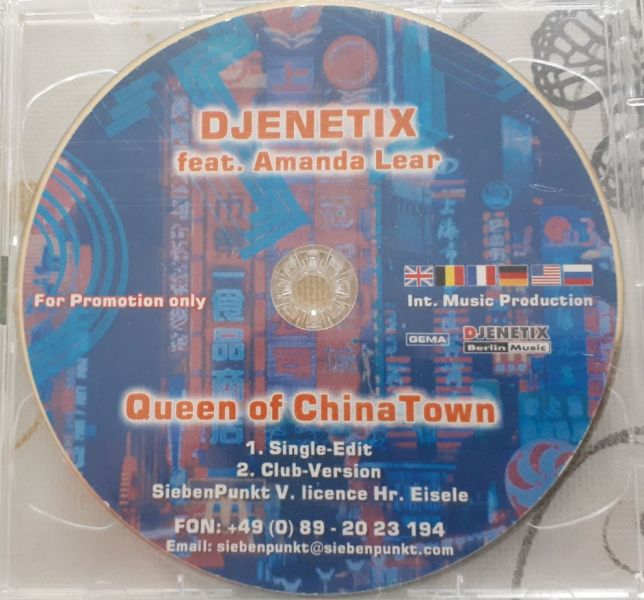 DJENETIX
feat. Amanda Lear
For Promotion only
Int. Music Production
GEMA
DJENETIX
Berlin Music
Queen of ChinaTown
1. Single-Edit
2. Club-Version
SiebenPunkt V. licence Hr. Eisele
FON: +49 (0) 89 - 20 23 194
Email: siebenpunkt@siebenpunkt.com